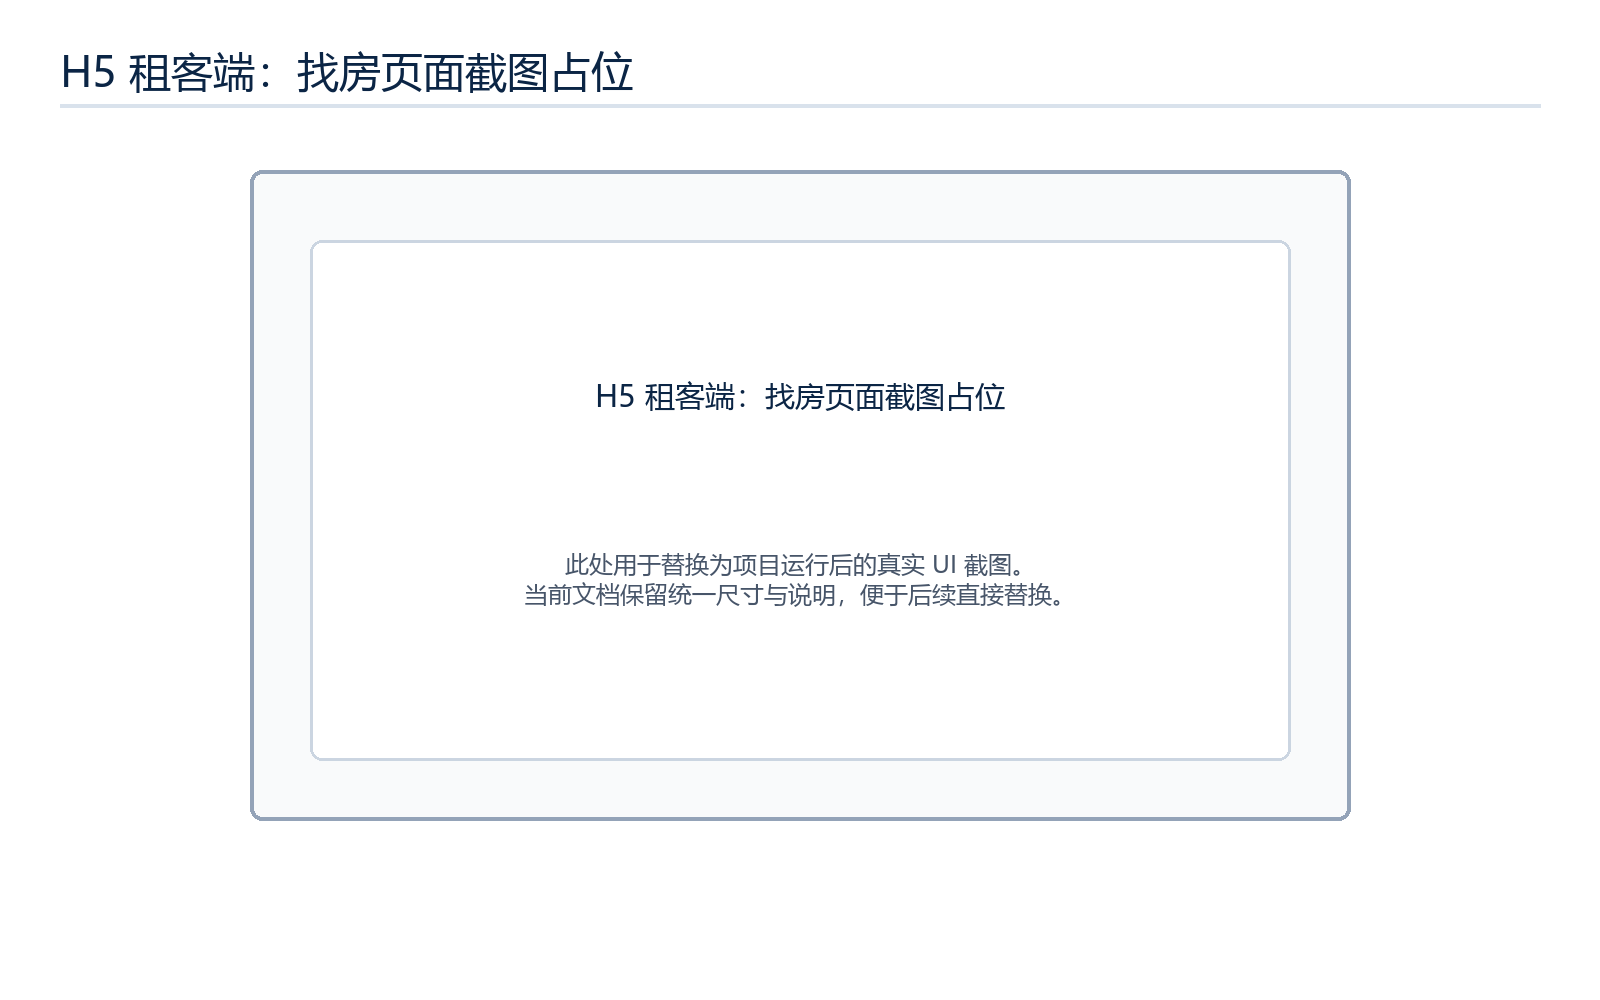 H5 租客端：找房页面截图占位
H5 租客端：找房页面截图占位
此处用于替换为项目运行后的真实 UI 截图。
当前文档保留统一尺寸与说明，便于后续直接替换。